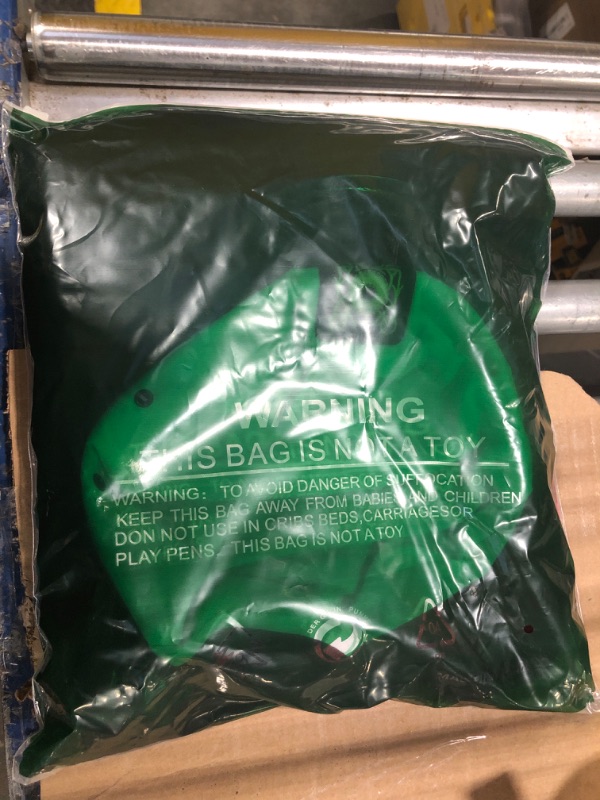 WARNING
THIS BAG IS NOT A TOY
WARNING: TO AVOID DANGER OF SUFFOCATION
KEEP THIS BAG AWAY FROM BABIES AND CHILDREN
DON NOT USE IN CRIBS BEDS,CARRIAGESOR
PLAY PENS. THIS BAG IS NOT A TOY
DER